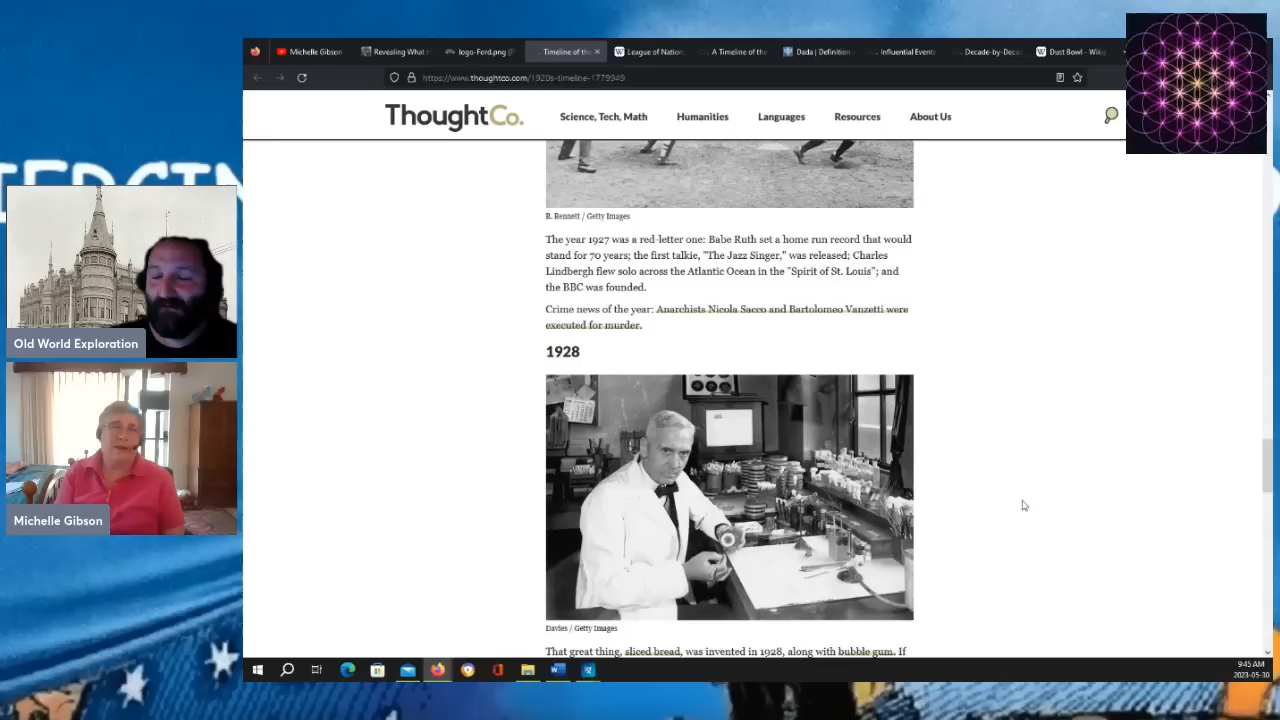 Michelle Gibson
Revealing What
logo-Ford.png
Timeline of the
League of Nation
A Timeline of the
Dada | Definition
Influential Events
Decade-by-Deca
Dust Bowl - Wikip
https://www.thoughtco.com/1920s-timeline-1779949
ThoughtCo.
Science, Tech, Math
Humanities
Languages
Resources
About Us
B. Bennett / Getty Images
The year 1927 was a red-letter one: Babe Ruth set a home run record that would
stand for 70 years; the first talkie, "The Jazz Singer," was released; Charles
Lindbergh flew solo across the Atlantic Ocean in the "Spirit of St. Louis"; and
the BBC was founded.
Crime news of the year: Anarchists Nicola Sacco and Bartolomeo Vanzetti were
executed for murder.
1928
Davies / Getty Images
That great thing, sliced bread, was invented in 1928, along with bubble gum. If
Old World Exploration
Michelle Gibson
9:45 AM
2023-05-30